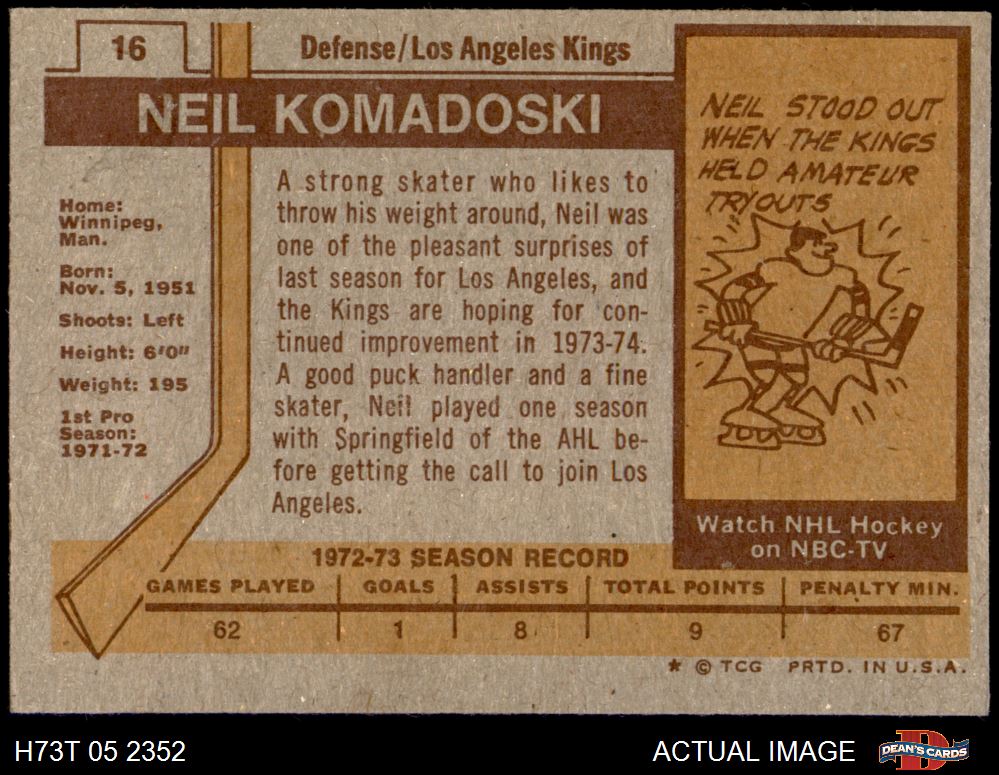 16
Defense/Los Angeles Kings
NEIL KOMADOSKI
Home:
Winnipeg,
Man.
Born:
Nov. 5, 1951
Shoots: Left
Height: 6'0"
Weight: 195
1st Pro
Season:
1971-72
A strong skater who likes to
throw his weight around, Neil was
one of the pleasant surprises of
last season for Los Angeles, and
the Kings are hoping for con-
tinued improvement in 1973-74.
A good puck handler and a fine
skater, Neil played one season
with Springfield of the AHL be-
fore getting the call to join Los
Angeles.
NEIL STOOD OUT
WHEN THE KINGS
HELD AMATEUR
TRYOUTS
Watch NHL Hockey
on NBC-TV
1972-73 SEASON RECORD
GAMES PLAYED GOALS ASSISTS TOTAL POINTS PENALTY MIN.
62 1 8 9 67
* © TCG PRTD. IN U.S.A.
H73T 05 2352 ACTUAL IMAGE DEAN'S CARDS